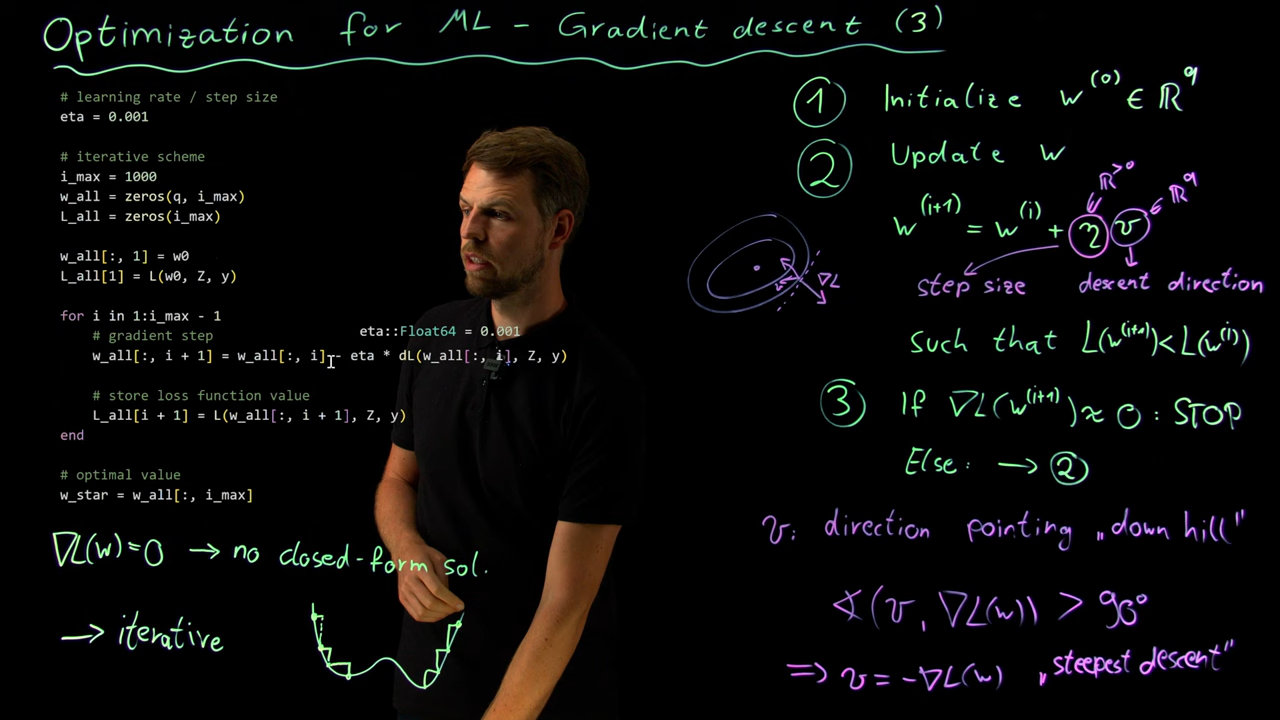 Optimization for ML - Gradient descent (3)
# learning rate / step size
eta = 0.001
# iterative scheme
i_max = 1000
w_all = zeros(q, i_max)
L_all = zeros(i_max)
w_all[:, 1] = w0
L_all[1] = L(w0, Z, y)
for i in 1:i_max - 1
# gradient step
eta::Float64 = 0.001
w_all[:, i + 1] = w_all[:, i] - eta * dL(w_all[:, i], Z, y)
# store loss function value
L_all[i + 1] = L(w_all[:, i + 1], Z, y)
end
# optimal value
w_star = w_all[:, i_max]
∇L(w)=0 → no closed-form sol.
→ iterative
① Initialize w^(0) ∈ ℝ^q
② Update w
ℝ^>0
ℝ^q
w^(i+1) = w^(i) + η v
∇L
step size descent direction
such that L(w^(i+1)) < L(w^(i))
③ If ∇L(w^(i+1)) ≈ 0 : STOP
Else: → ②
v: direction pointing „down hill"
∢(v, ∇L(w)) > 90°
⇒ v = -∇L(w) „steepest descent"